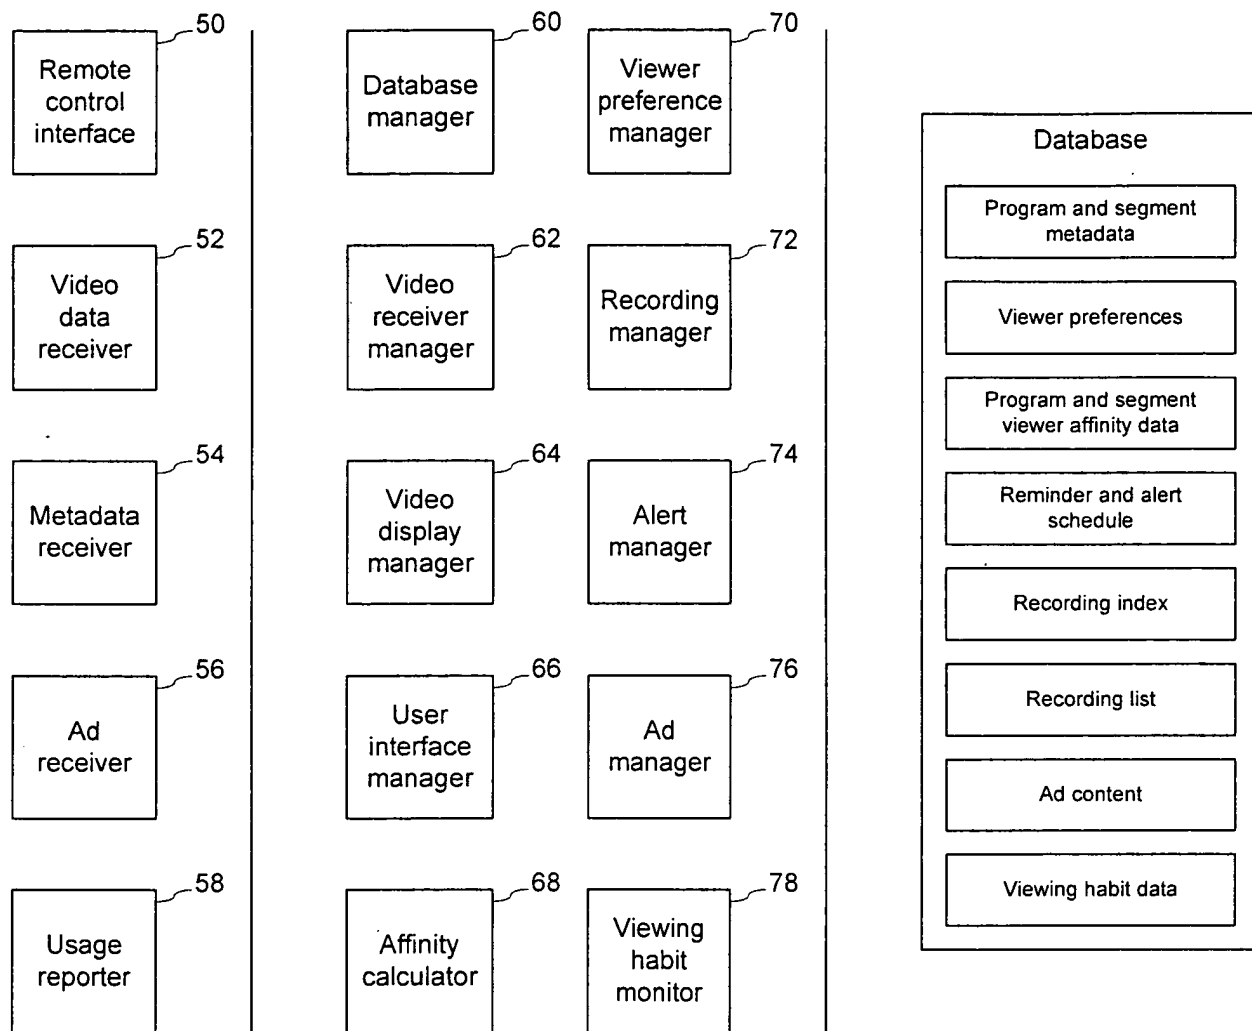 50
Remote
control
interface
60
Database
manager
70
Viewer
preference
manager
Database
Program and segment
metadata
Viewer preferences
Program and segment
viewer affinity data
Reminder and alert
schedule
Recording index
Recording list
Ad content
Viewing habit data
52
Video
data
receiver
62
Video
receiver
manager
72
Recording
manager
54
Metadata
receiver
64
Video
display
manager
74
Alert
manager
56
Ad
receiver
66
User
interface
manager
76
Ad
manager
58
Usage
reporter
68
Affinity
calculator
78
Viewing
habit
monitor